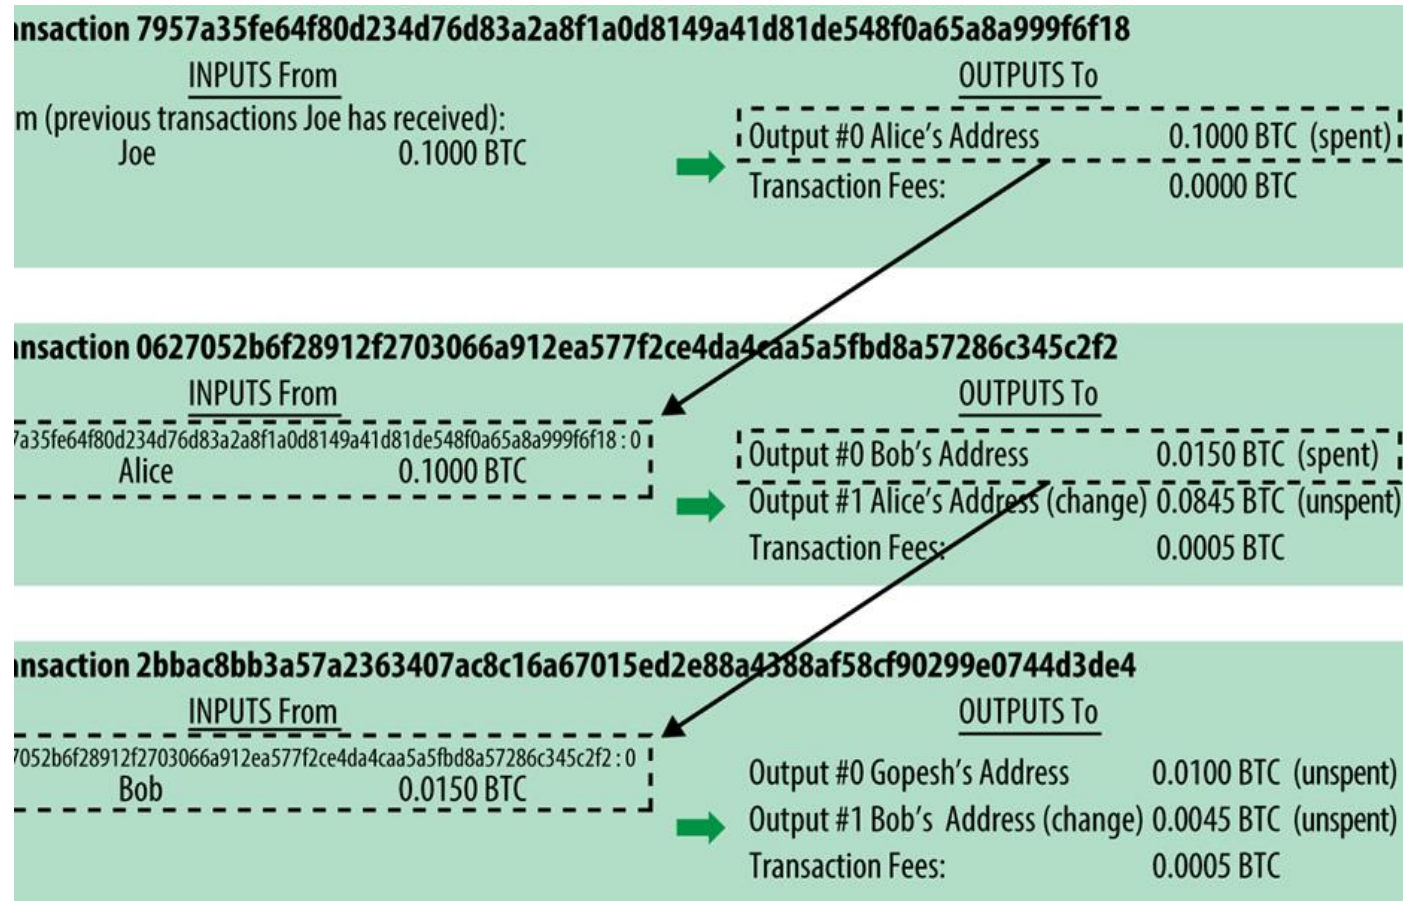 nsaction 7957a35fe64f80d234d76d83a2a8f1a0d8149a41d81de548f0a65a8a999f6f18
INPUTS From
OUTPUTS To
m (previous transactions Joe has received):
Joe 0.1000 BTC
Output #0 Alice’s Address 0.1000 BTC (spent)
Transaction Fees: 0.0000 BTC
nsaction 0627052b6f28912f2703066a912ea577f2ce4da4caa5a5fbd8a57286c345c2f2
INPUTS From
OUTPUTS To
7a35fe64f80d234d76d83a2a8f1a0d8149a41d81de548f0a65a8a999f6f18 : 0
Alice 0.1000 BTC
Output #0 Bob’s Address 0.0150 BTC (spent)
Output #1 Alice’s Address (change) 0.0845 BTC (unspent)
Transaction Fees: 0.0005 BTC
nsaction 2bbac8bb3a57a2363407ac8c16a67015ed2e88a4388af58cf90299e0744d3de4
INPUTS From
OUTPUTS To
7052b6f28912f2703066a912ea577f2ce4da4caa5a5fbd8a57286c345c2f2 : 0
Bob 0.0150 BTC
Output #0 Gopesh’s Address 0.0100 BTC (unspent)
Output #1 Bob’s Address (change) 0.0045 BTC (unspent)
Transaction Fees: 0.0005 BTC